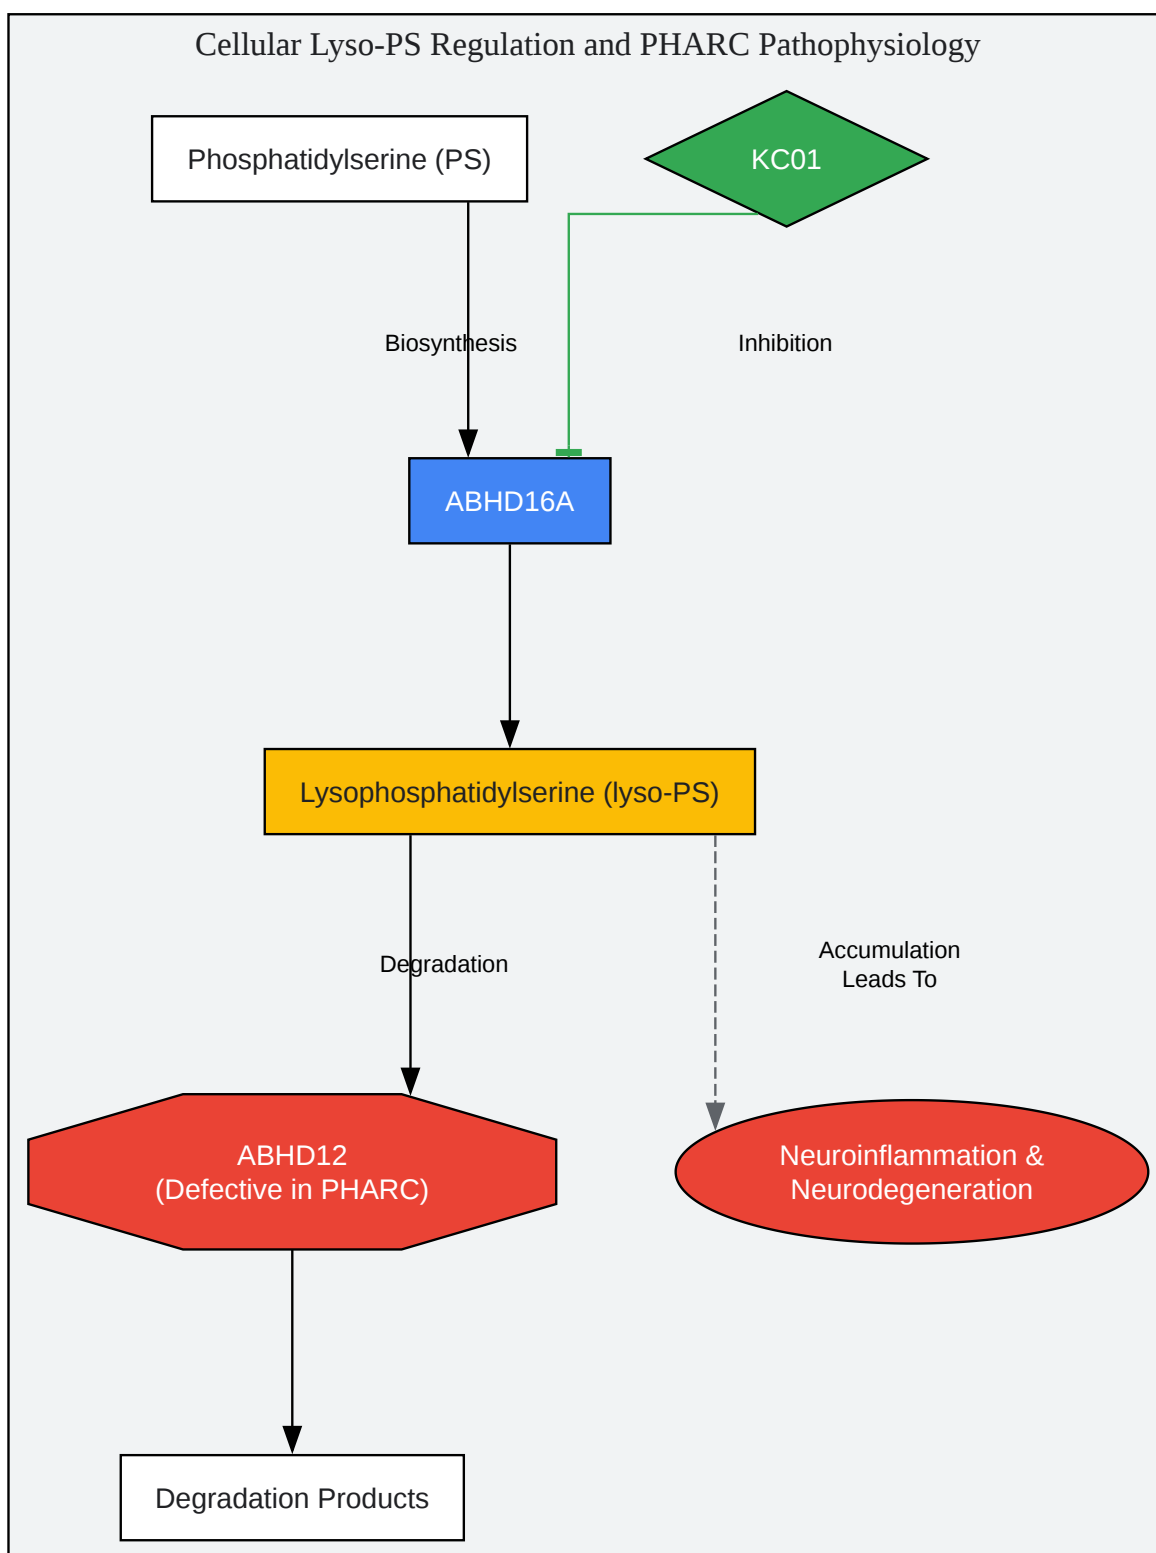 Cellular Lyso-PS Regulation and PHARC Pathophysiology
Phosphatidylserine (PS)
KC01
Biosynthesis
Inhibition
ABHD16A
Lysophosphatidylserine (lyso-PS)
Degradation
Accumulation
Leads To
ABHD12
(Defective in PHARC)
Neuroinflammation &
Neurodegeneration
Degradation Products